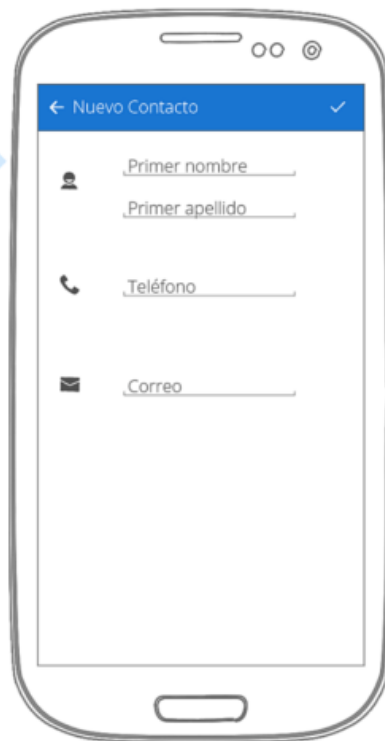 Nuevo Contacto
Primer nombre
Primer apellido
Teléfono
Correo